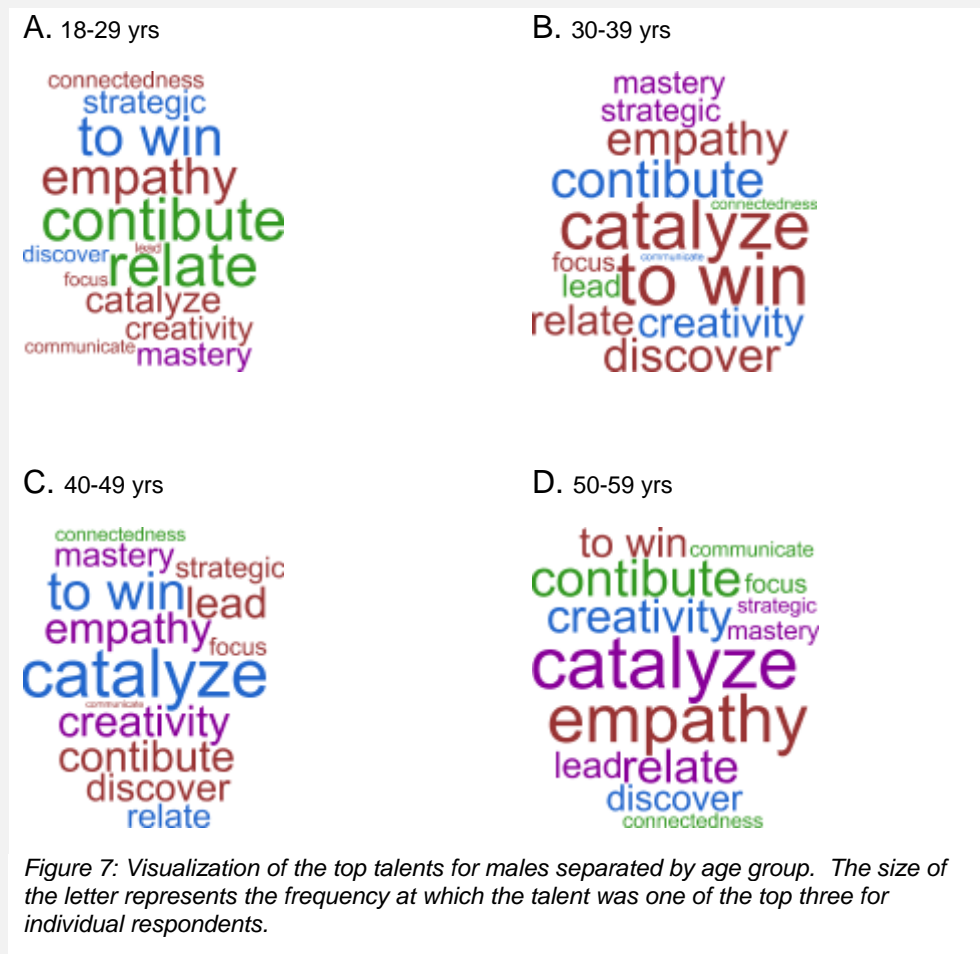 A. 18-29 yrs
connectedness
strategic
to win
empathy
contibute
discover lead
relate
focus
catalyze
creativity
communicate mastery
B. 30-39 yrs
mastery
strategic
empathy
contibute
connectedness
catalyze
focus communicate
lead to win
relate creativity
discover
C. 40-49 yrs
connectedness
mastery strategic
to win lead
empathy focus
catalyze
communicate
creativity
contibute
discover
relate
D. 50-59 yrs
to win communicate
contibute focus
creativity strategic
mastery
catalyze
empathy
lead relate
discover
connectedness
Figure 7: Visualization of the top talents for males separated by age group. The size of
the letter represents the frequency at which the talent was one of the top three for
individual respondents.